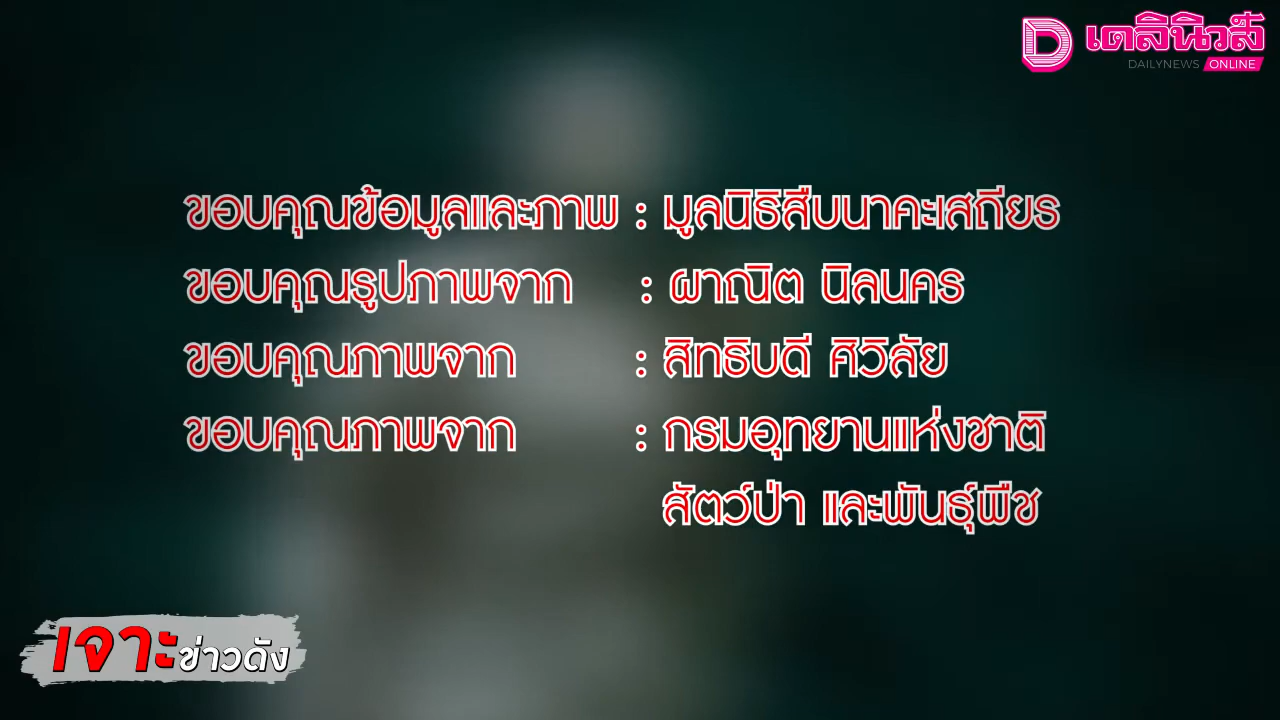 เดลินิวส์
DAILYNEWS ONLINE
ขอบคุณข้อมูลและภาพ : มูลนิธิสืบนาคะเสถียร
ขอบคุณรูปภาพจาก : ผาณิต นิลนคร
ขอบคุณภาพจาก : สิทธิบดี ศิวิลัย
ขอบคุณภาพจาก : กรมอุทยานแห่งชาติ
สัตว์ป่า และพันธุ์พืช
เจาะข่าวดัง